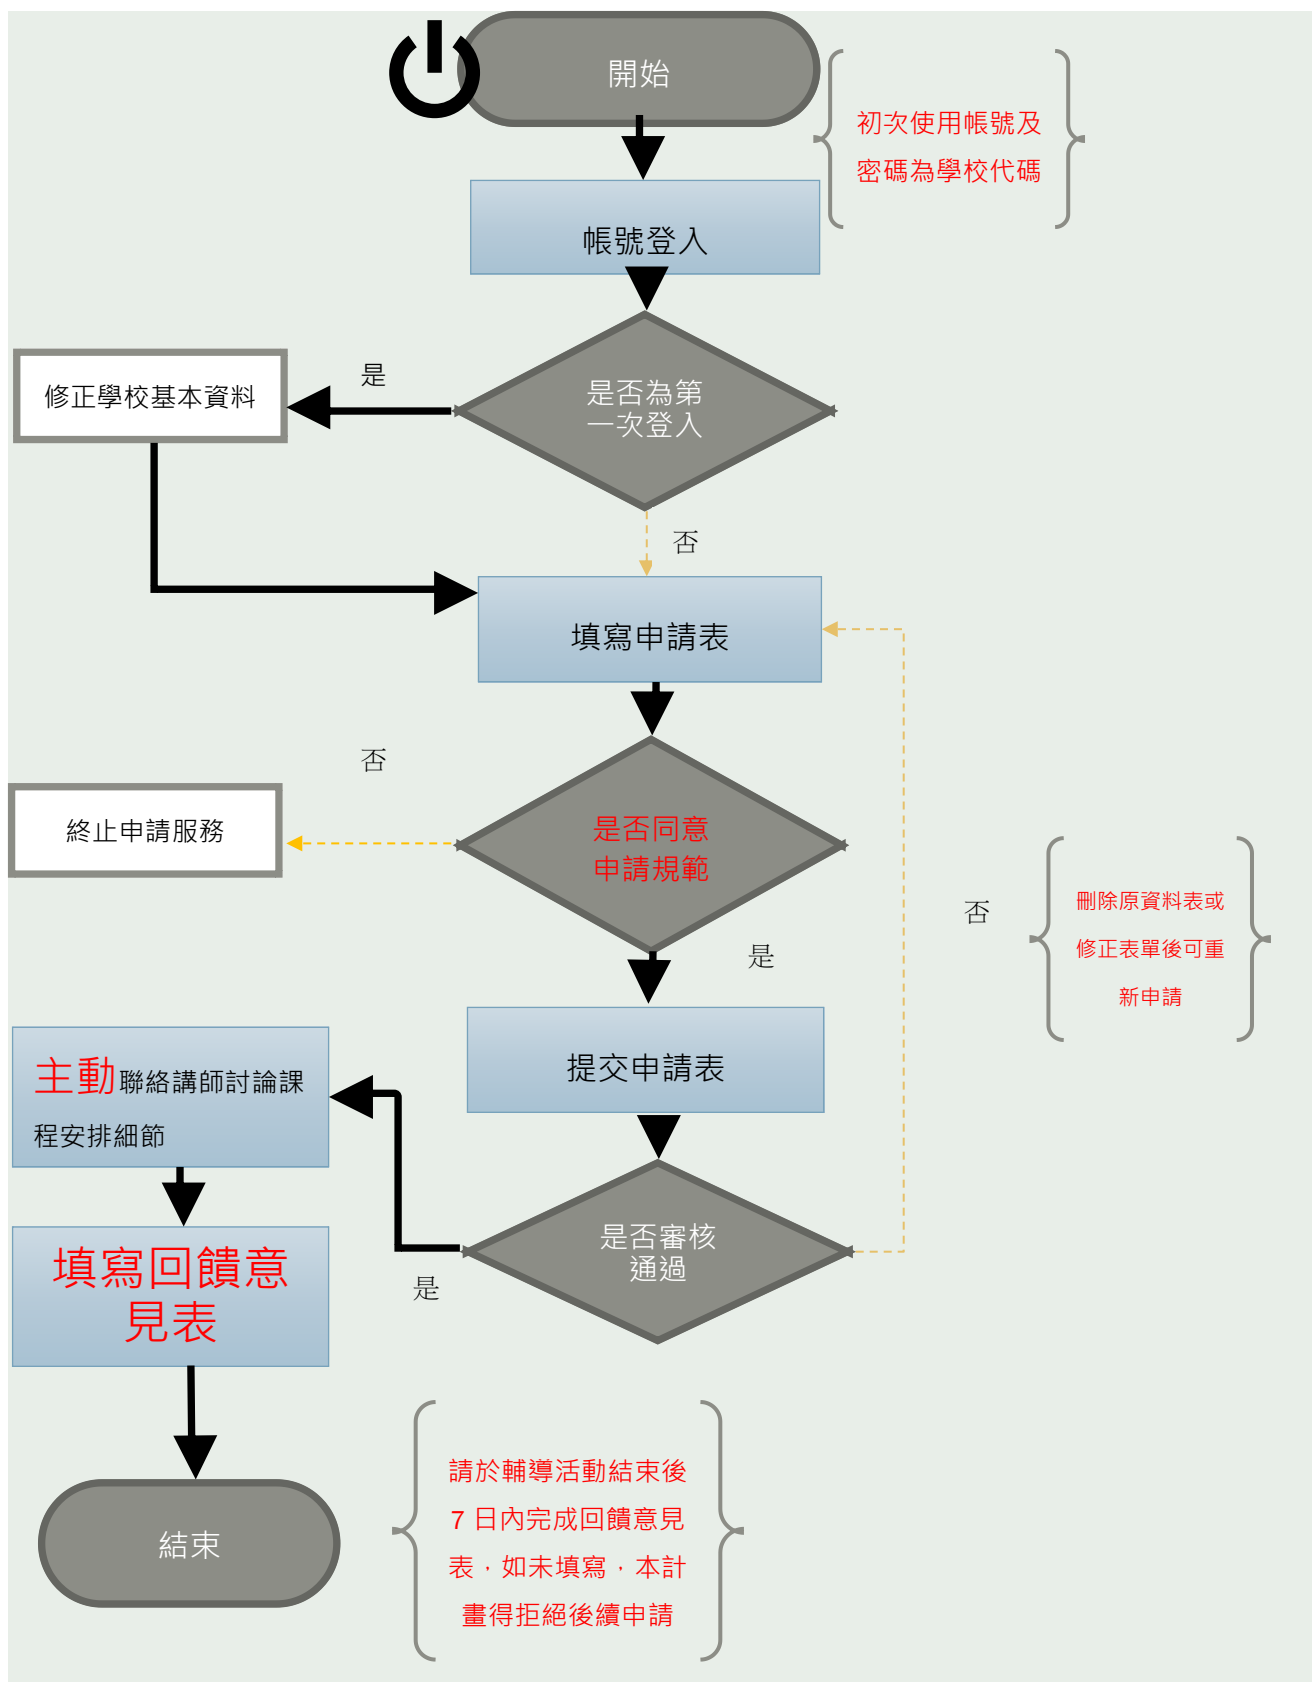 開始
初次使用帳號及
密碼為學校代碼
帳號登入
是否為第
一次登入
是
修正學校基本資料
否
填寫申請表
否
終止申請服務
是否同意
申請規範
是
否
刪除原資料表或
修正表單後可重
新申請
提交申請表
主動聯絡講師討論課
程安排細節
是否審核
通過
是
填寫回饋意
見表
請於輔導活動結束後
7 日內完成回饋意見
表，如未填寫，本計
畫得拒絕後續申請
結束